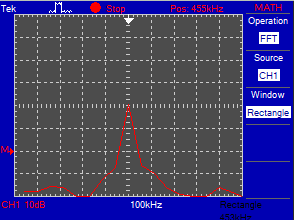 Tek Stop Pos: 455kHz MATH
Operation
FFT
Source
CH1
Window
Rectangle
M
CH1 10dB 100kHz